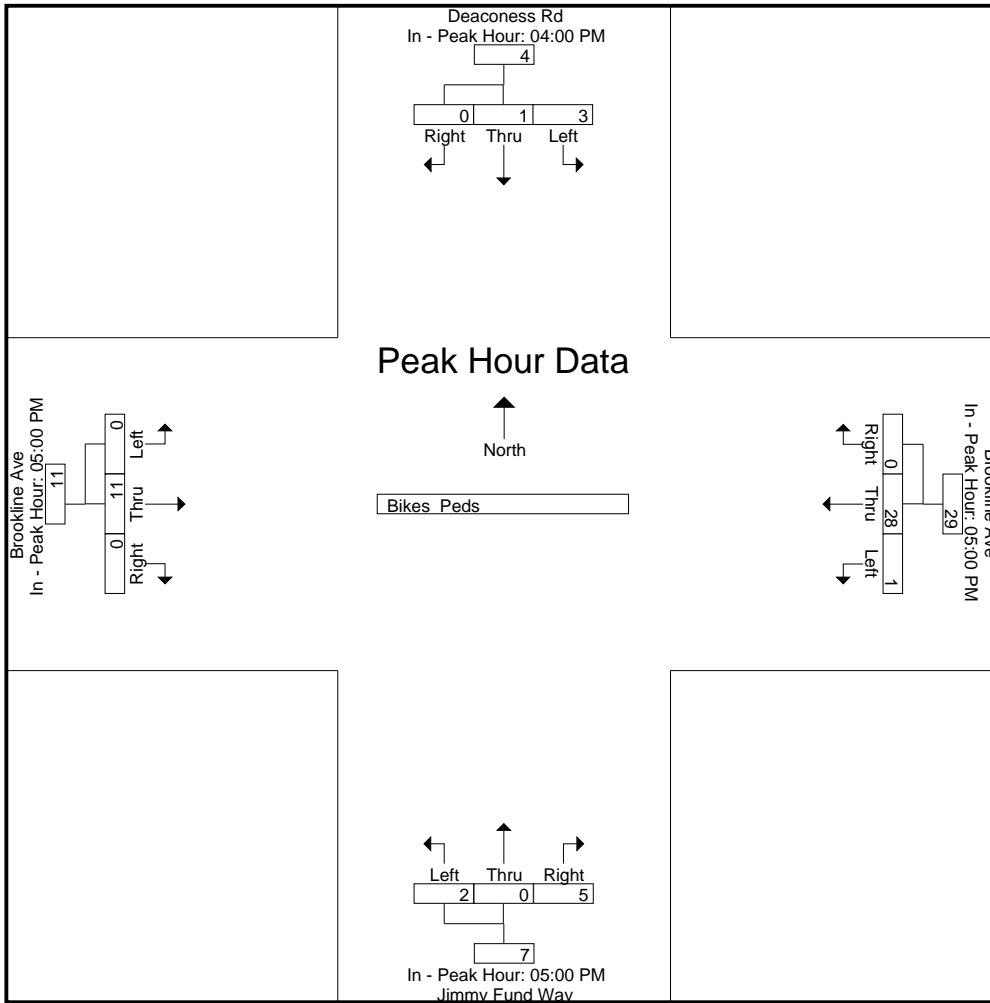 Deaconess Rd
In - Peak Hour: 04:00 PM
4
0 1 3
Right Thru Left
Peak Hour Data
North
Bikes Peds
Brookline Ave
In - Peak Hour: 05:00 PM
11
0 11 0
Left Thru Right
Brookline Ave
In - Peak Hour: 05:00 PM
29
0 28 1
Right Thru Left
Left Thru Right
2 0 5
7
In - Peak Hour: 05:00 PM
Jimmy Fund Way